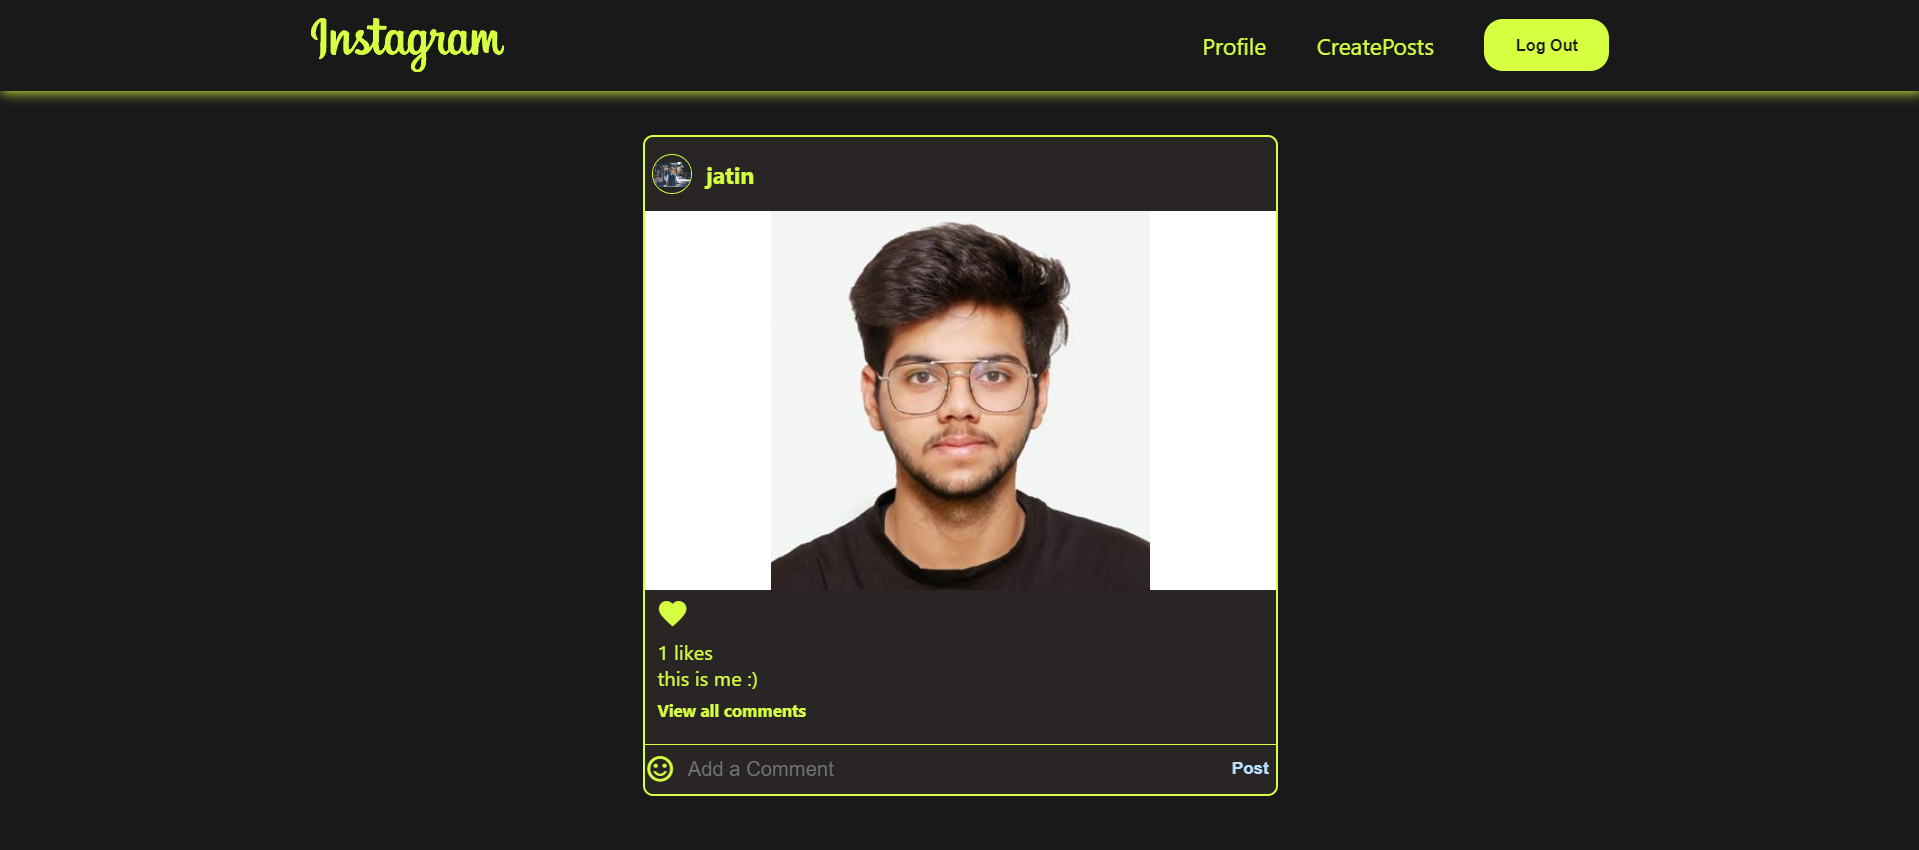 Instagram
Profile CreatePosts Log Out
jatin
1 likes
this is me :)
View all comments
Add a Comment Post